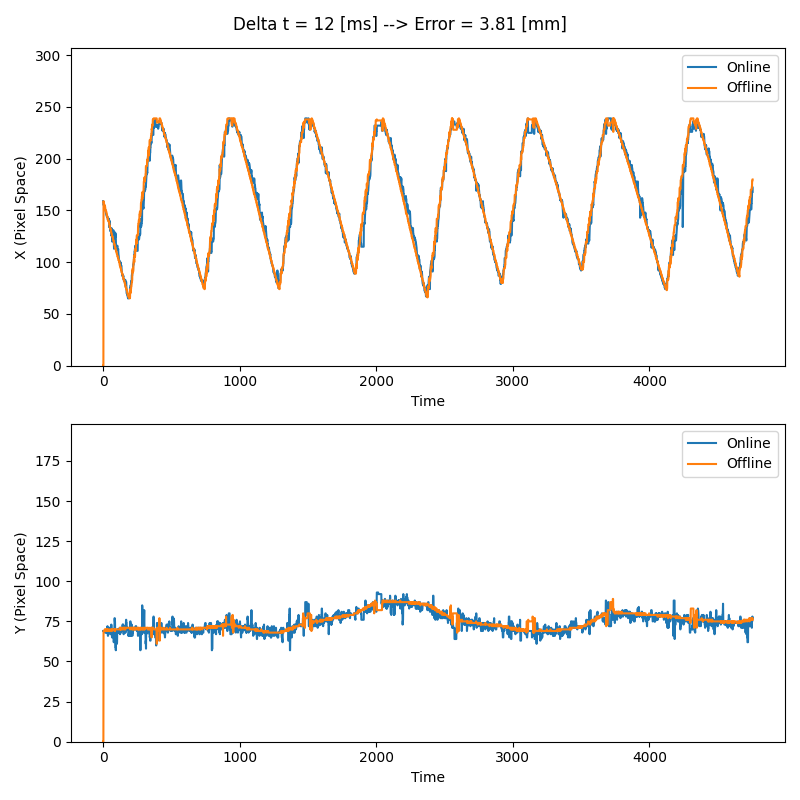 Delta t = 12 [ms] --> Error = 3.81 [mm]
300
250
200
150
100
50
0
X (Pixel Space)
Online
Offline
0
1000
2000
3000
4000
Time
175
150
125
100
75
50
25
0
Y (Pixel Space)
Online
Offline
0
1000
2000
3000
4000
Time